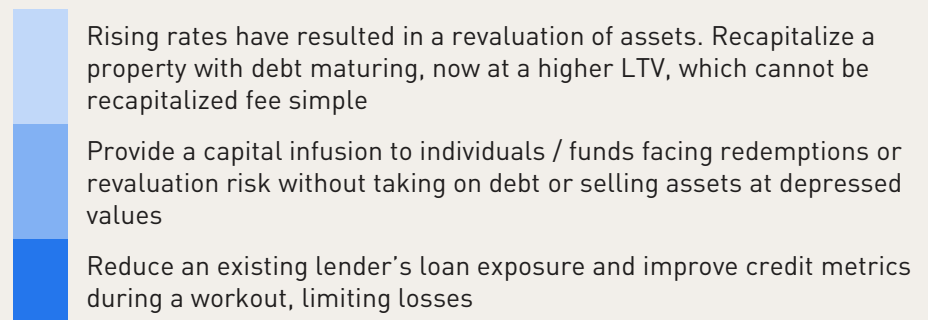 Rising rates have resulted in a revaluation of assets. Recapitalize a
property with debt maturing, now at a higher LTV, which cannot be
recapitalized fee simple
Provide a capital infusion to individuals / funds facing redemptions or
revaluation risk without taking on debt or selling assets at depressed
values
Reduce an existing lender’s loan exposure and improve credit metrics
during a workout, limiting losses